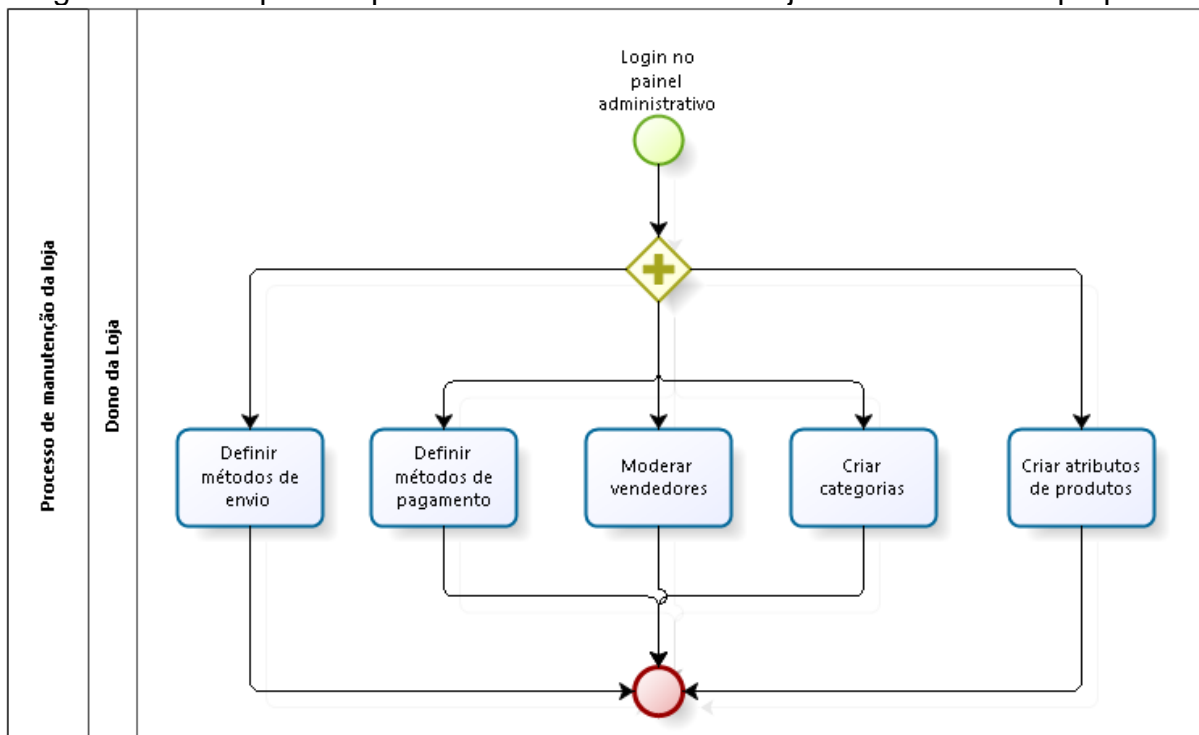 Processo de manutenção da loja
Dono da Loja
Login no
painel
administrativo
Definir
métodos de
envio
Definir
métodos de
pagamento
Moderar
vendedores
Criar
categorias
Criar atributos
de produtos